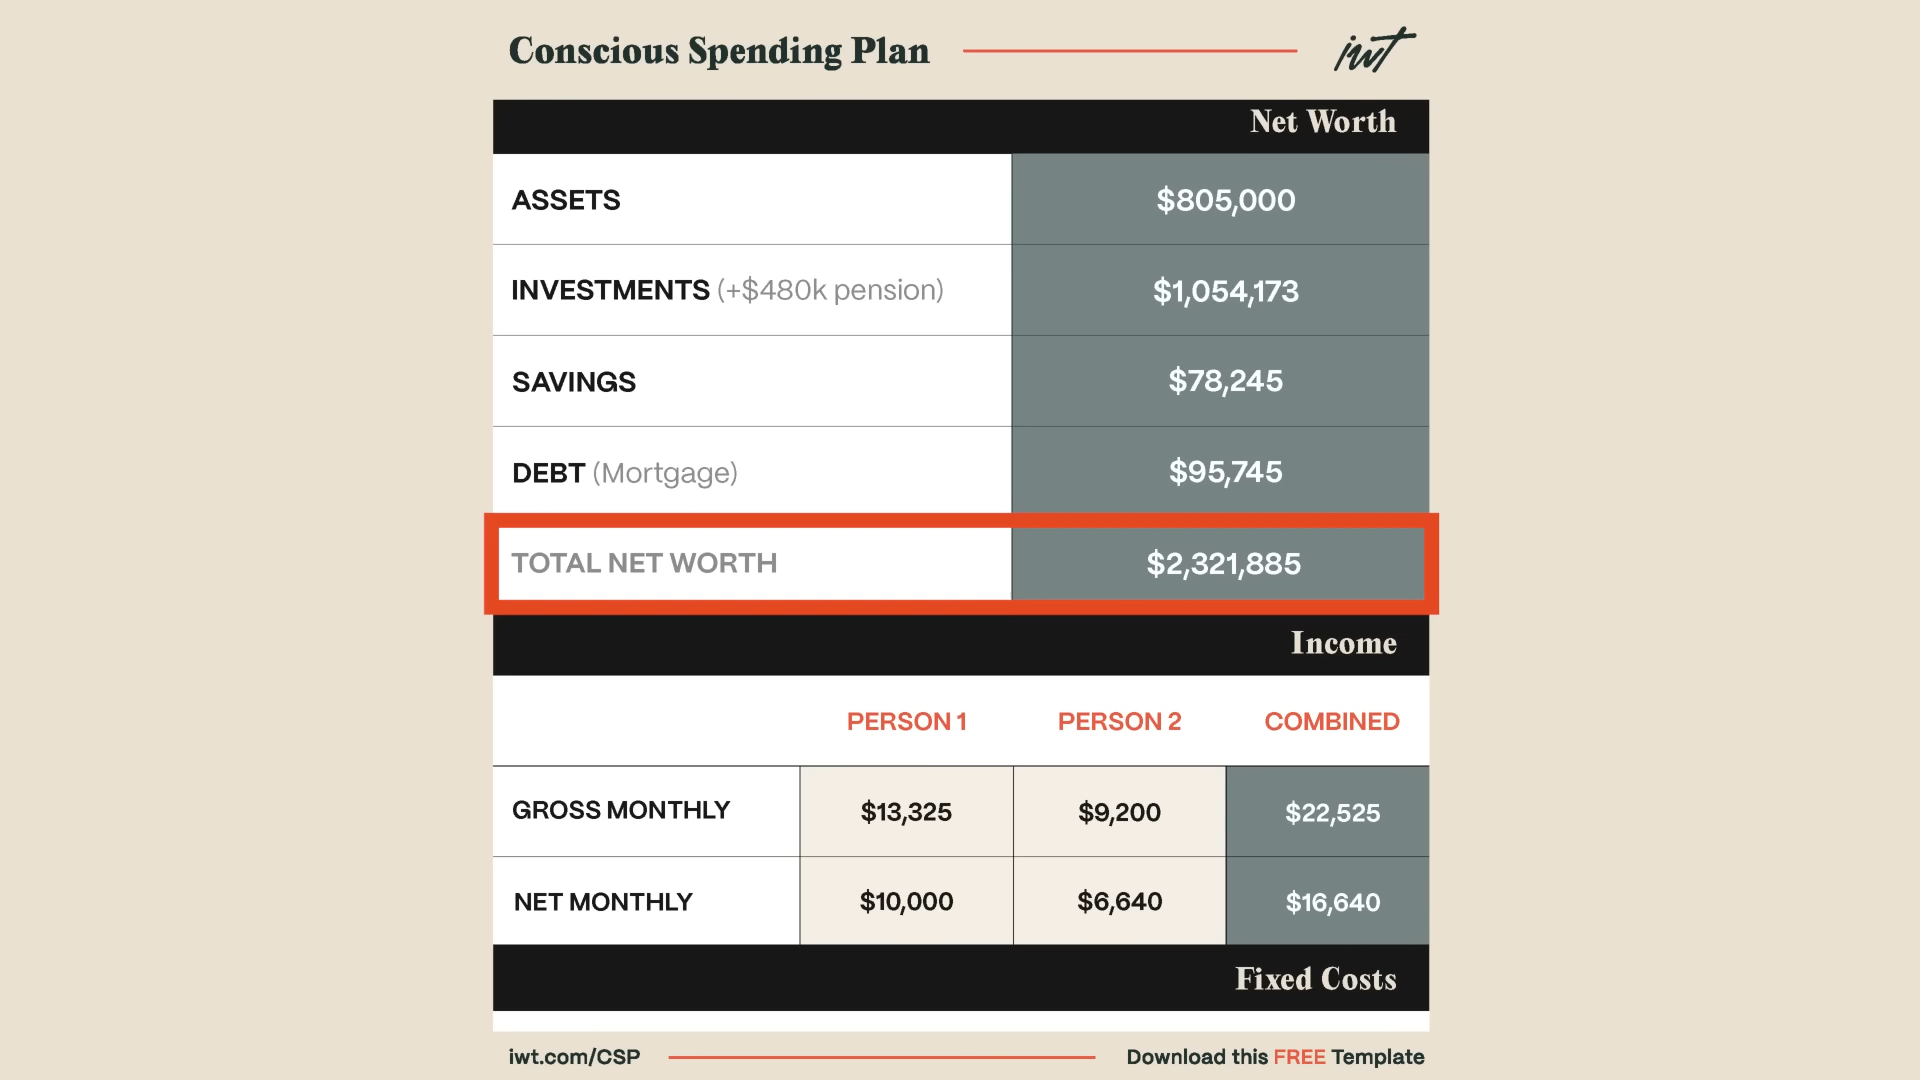 Conscious Spending Plan iwt
Net Worth
ASSETS $805,000
INVESTMENTS (+$480k pension) $1,054,173
SAVINGS $78,245
DEBT (Mortgage) $95,745
TOTAL NET WORTH $2,321,885
Income
PERSON 1 PERSON 2 COMBINED
GROSS MONTHLY $13,325 $9,200 $22,525
NET MONTHLY $10,000 $6,640 $16,640
Fixed Costs
iwt.com/CSP Download this FREE Template